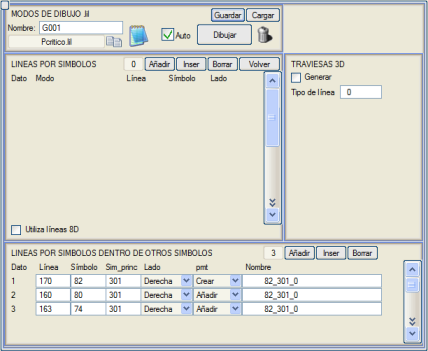 MODOS DE DIBUJO .lil
Guardar Cargar
Nombre: G001
Pcritico.lil
Auto
Dibujar
LINEAS POR SIMBOLOS 0 Añadir Inser Borrar Volver
Dato Modo Línea Símbolo Lado
Utiliza líneas 8D
TRAVIESAS 3D
Generar
Tipo de línea 0
LINEAS POR SIMBOLOS DENTRO DE OTROS SIMBOLOS 3 Añadir Inser Borrar
Dato Línea Símbolo Sim_princ Lado pmt Nombre
1 170 82 301 Derecha Crear 82_301_0
2 160 80 301 Derecha Añadir 82_301_0
3 163 74 301 Derecha Añadir 82_301_0